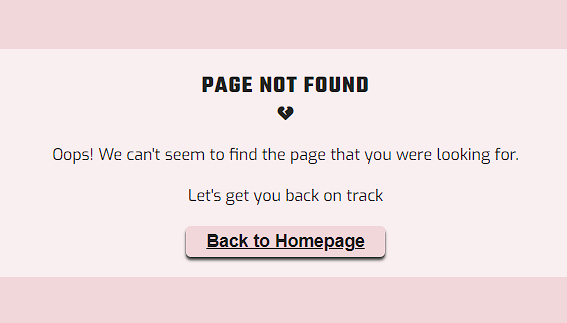 PAGE NOT FOUND
Oops! We can't seem to find the page that you were looking for.
Let's get you back on track
Back to Homepage